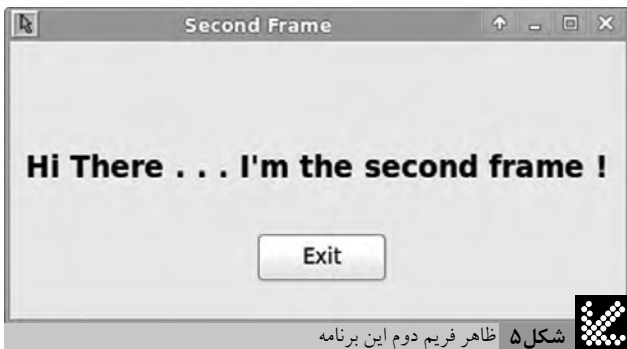 Second Frame
Hi There . . . I'm the second frame !
Exit
شکل۵ ظاهر فریم دوم این برنامه